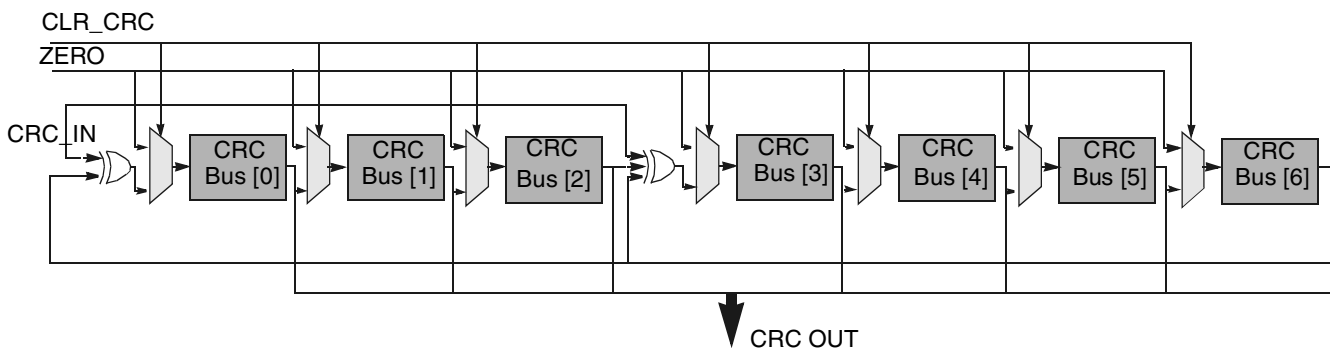 CLR_CRC
ZERO
CRC_IN
CRC
Bus [0]
CRC
Bus [1]
CRC
Bus [2]
CRC
Bus [3]
CRC
Bus [4]
CRC
Bus [5]
CRC
Bus [6]
CRC OUT